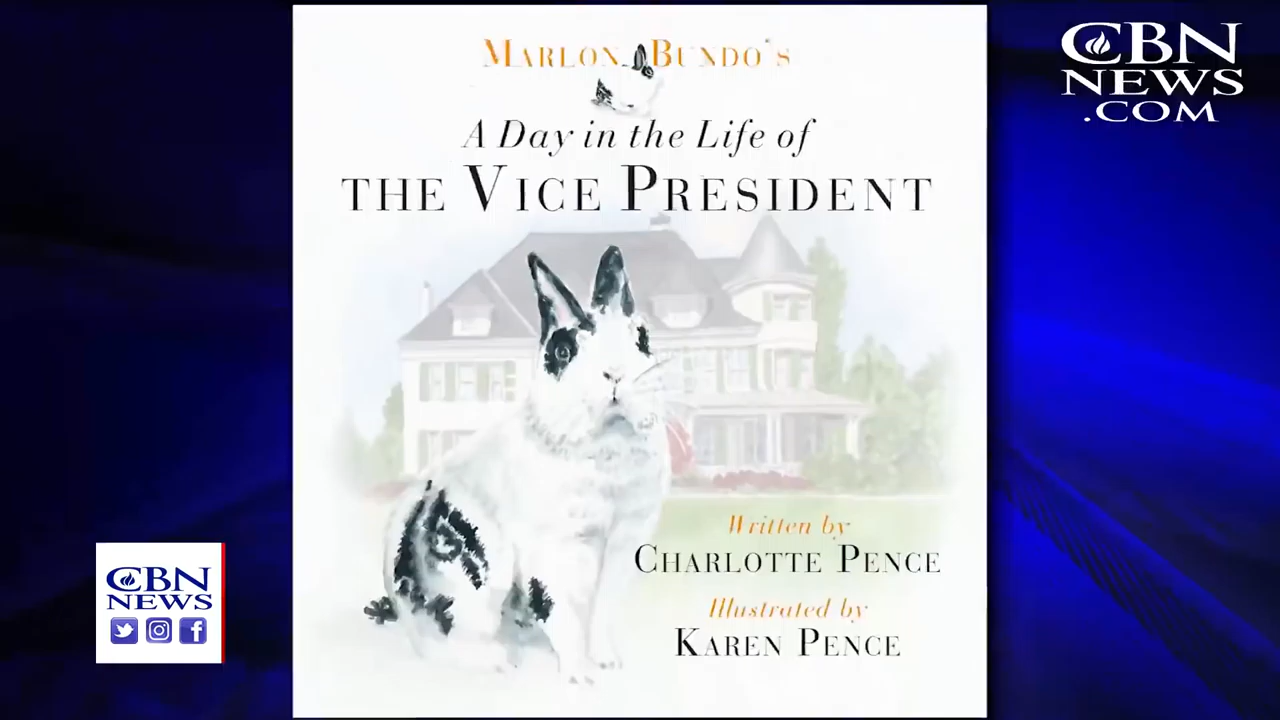 CBN
NEWS
.COM
MARLON BUNDO'S
A Day in the Life of
THE VICE PRESIDENT
Written by
CHARLOTTE PENCE
Illustrated by
KAREN PENCE
CBN
NEWS